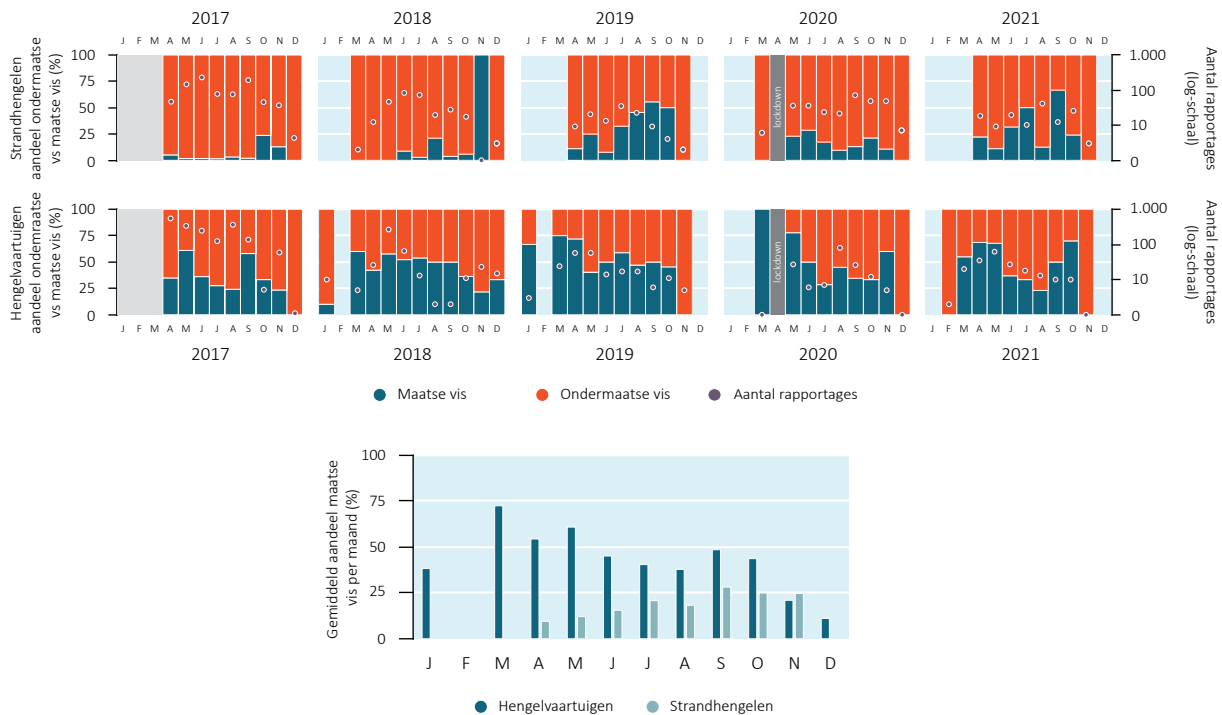 2017 2018 2019 2020 2021
J F M A M J J A S O N D J F M A M J J A S O N D J F M A M J J A S O N D J F M A M J J A S O N D J F M A M J J A S O N D
Strandhengelen
aandeel ondermaatse
vs maatse vis (%)
100
75
50
25
0
lockdown
1.000
100
10
0
Aantal rapportages
(log-schaal)
Hengelvaartuigen
aandeel ondemraatse
vs maatse vis (%)
100
75
50
25
0
lockdown
1.000
100
10
0
Aantal rapportages
(log-schaal)
J F M A M J J A S O N D J F M A M J J A S O N D J F M A M J J A S O N D J F M A M J J A S O N D J F M A M J J A S O N D
2017 2018 2019 2020 2021
Maatse vis Ondermaatse vis Aantal rapportages
Gemiddeld aandeel maatse
vis per maand (%)
100
75
50
25
0
J F M A M J J A S O N D
Hengelvaartuigen Strandhengelen